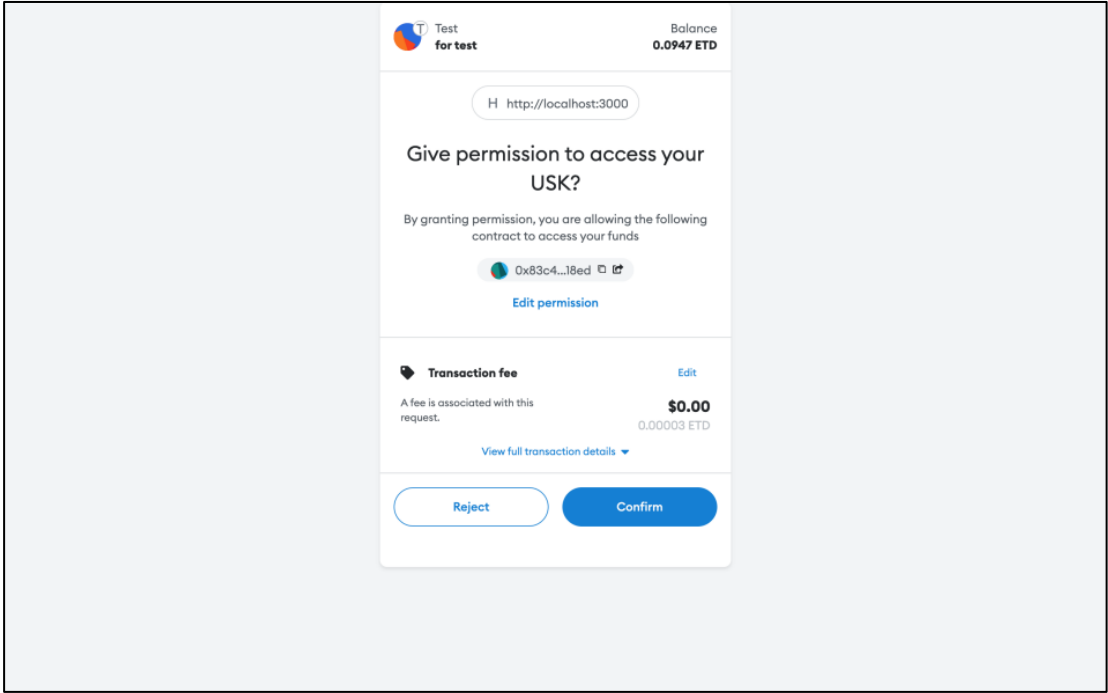 T Test
for test
Balance
0.0947 ETD
H http://localhost:3000
Give permission to access your
USK?
By granting permission, you are allowing the following
contract to access your funds
0x83c4...18ed
Edit permission
Transaction fee
Edit
A fee is associated with this
request.
$0.00
0.00003 ETD
View full transaction details
Reject
Confirm